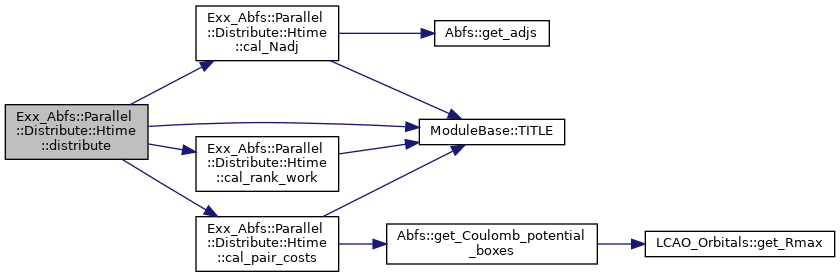 Exx_Abfs::Parallel
::Distribute::Htime
::distribute
Exx_Abfs::Parallel
::Distribute::Htime
::cal_Nadj
Abfs::get_adjs
ModuleBase::TITLE
Exx_Abfs::Parallel
::Distribute::Htime
::cal_rank_work
Exx_Abfs::Parallel
::Distribute::Htime
::cal_pair_costs
Abfs::get_Coulomb_potential
_boxes
LCAO_Orbitals::get_Rmax